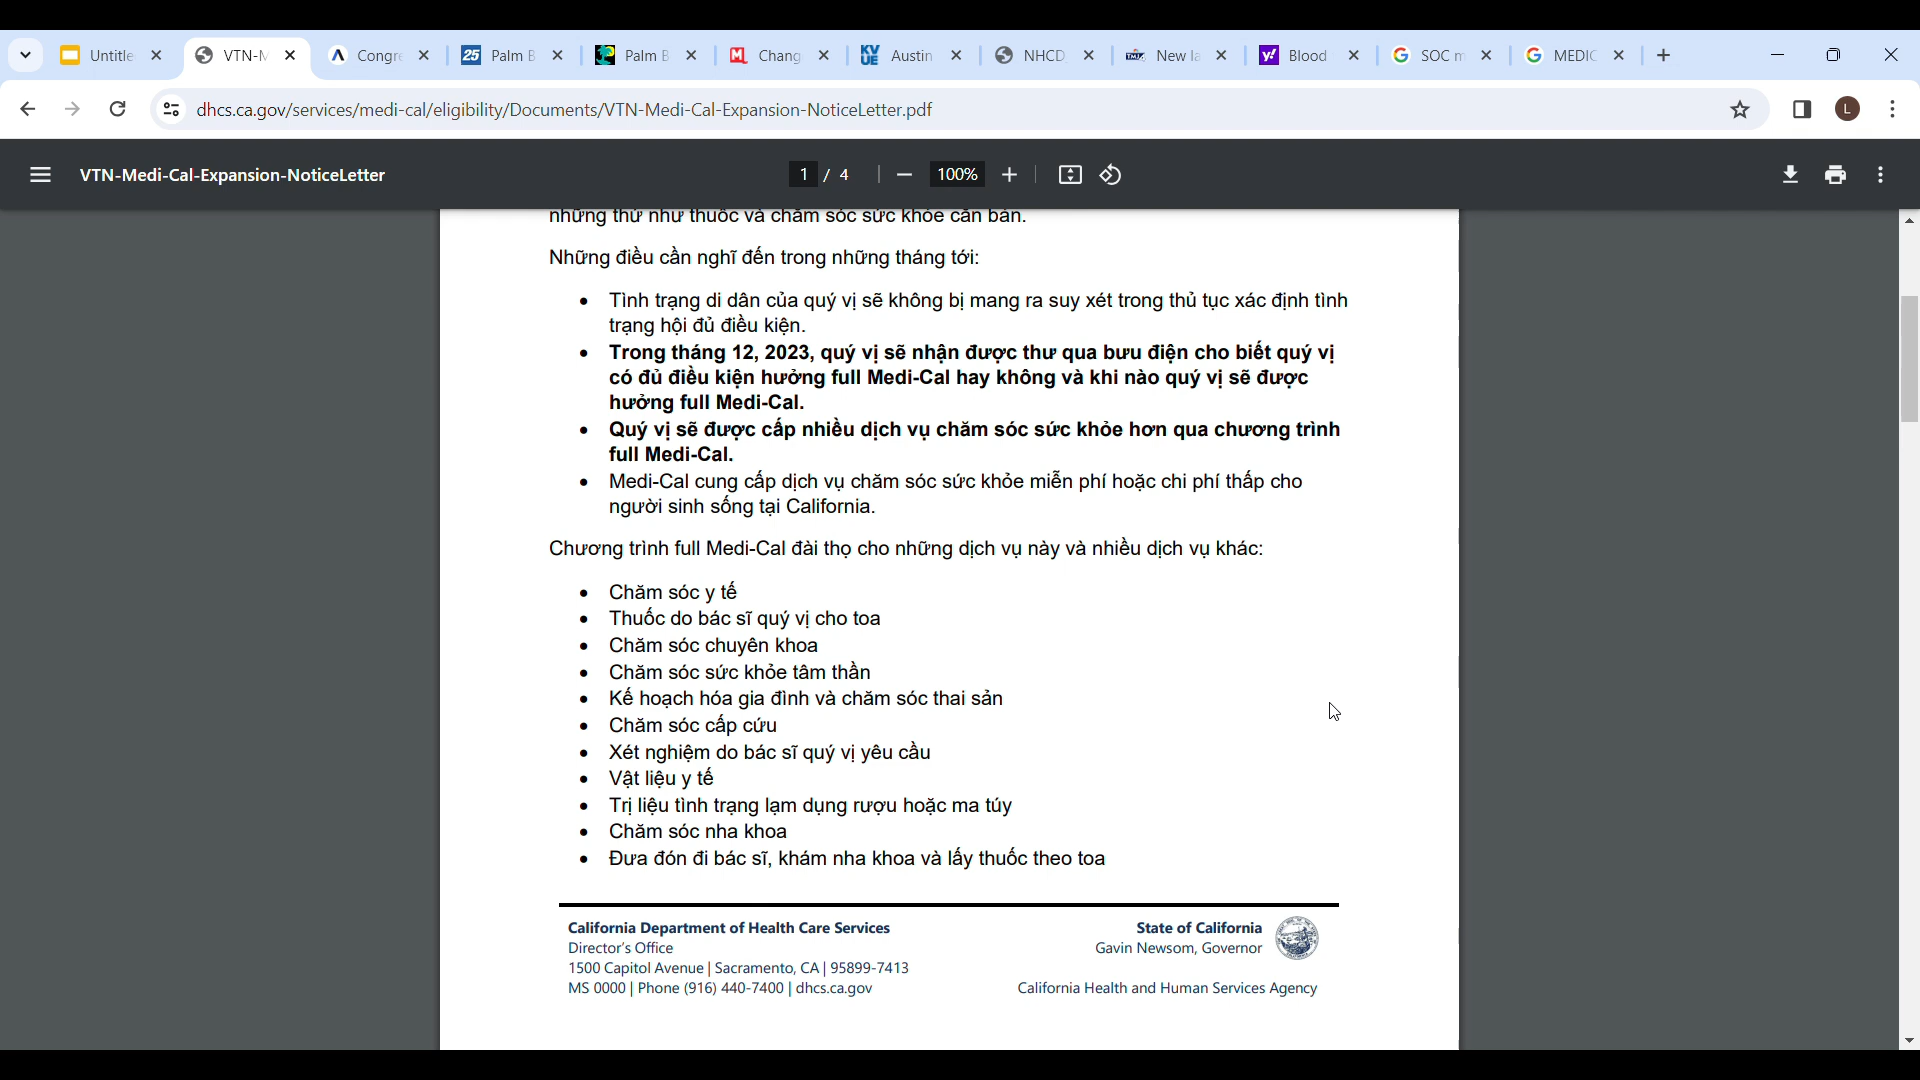 Untitle
VTN-M
Congre
25 Palm B
Palm B
Chang
KVUE Austin
NHCD
New la
y! Blood
SOC m
MEDIC
dhcs.ca.gov/services/medi-cal/eligibility/Documents/VTN-Medi-Cal-Expansion-NoticeLetter.pdf
L
VTN-Medi-Cal-Expansion-NoticeLetter
1 / 4
100%
những thứ như thuốc và chăm sóc sức khỏe căn bản.
Những điều cần nghĩ đến trong những tháng tới:
• Tình trạng di dân của quý vị sẽ không bị mang ra suy xét trong thủ tục xác định tình
trạng hội đủ điều kiện.
• Trong tháng 12, 2023, quý vị sẽ nhận được thư qua bưu điện cho biết quý vị
có đủ điều kiện hưởng full Medi-Cal hay không và khi nào quý vị sẽ được
hưởng full Medi-Cal.
• Quý vị sẽ được cấp nhiều dịch vụ chăm sóc sức khỏe hơn qua chương trình
full Medi-Cal.
• Medi-Cal cung cấp dịch vụ chăm sóc sức khỏe miễn phí hoặc chi phí thấp cho
người sinh sống tại California.
Chương trình full Medi-Cal đài thọ cho những dịch vụ này và nhiều dịch vụ khác:
• Chăm sóc y tế
• Thuốc do bác sĩ quý vị cho toa
• Chăm sóc chuyên khoa
• Chăm sóc sức khỏe tâm thần
• Kế hoạch hóa gia đình và chăm sóc thai sản
• Chăm sóc cấp cứu
• Xét nghiệm do bác sĩ quý vị yêu cầu
• Vật liệu y tế
• Trị liệu tình trạng lạm dụng rượu hoặc ma túy
• Chăm sóc nha khoa
• Đưa đón đi bác sĩ, khám nha khoa và lấy thuốc theo toa
California Department of Health Care Services
Director's Office
1500 Capitol Avenue | Sacramento, CA | 95899-7413
MS 0000 | Phone (916) 440-7400 | dhcs.ca.gov
State of California
Gavin Newsom, Governor
California Health and Human Services Agency